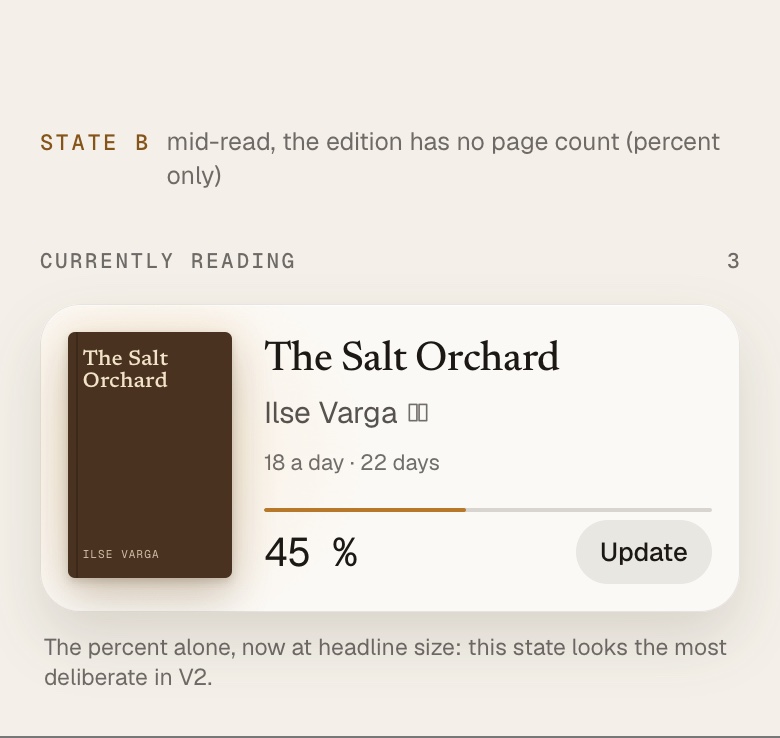 STATE B mid-read, the edition has no page count (percent
only)
CURRENTLY READING 3
The Salt
Orchard
ILSE VARGA
The Salt Orchard
Ilse Varga
18 a day · 22 days
45 %
Update
The percent alone, now at headline size: this state looks the most
deliberate in V2.